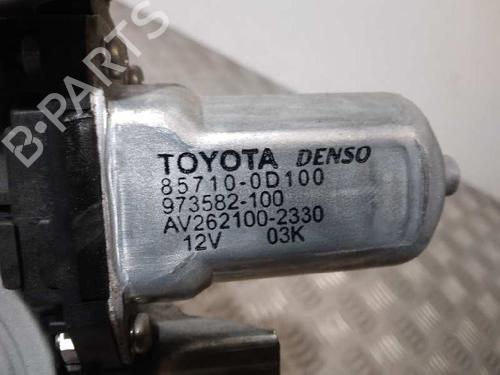 B-PARTS
TOYOTA DENSO
85710-0D100
973582-100
AV262100-2330
12V 03K